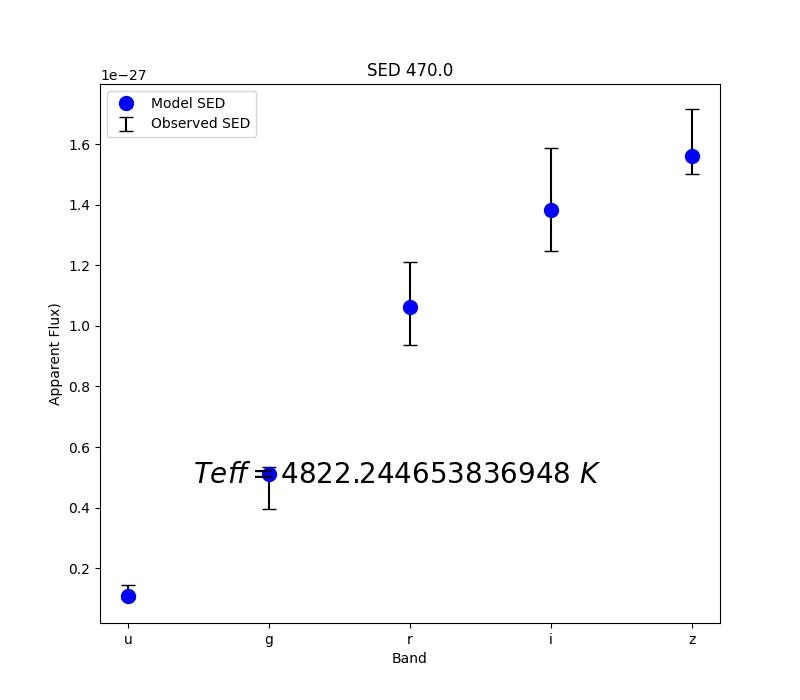 SED 470.0
1e−27
Model SED
Observed SED
1.6
1.4
1.2
1.0
0.8
0.6
0.4
0.2
Apparent Flux)
Teff = 4822.244653836948 K
u g r i z
Band